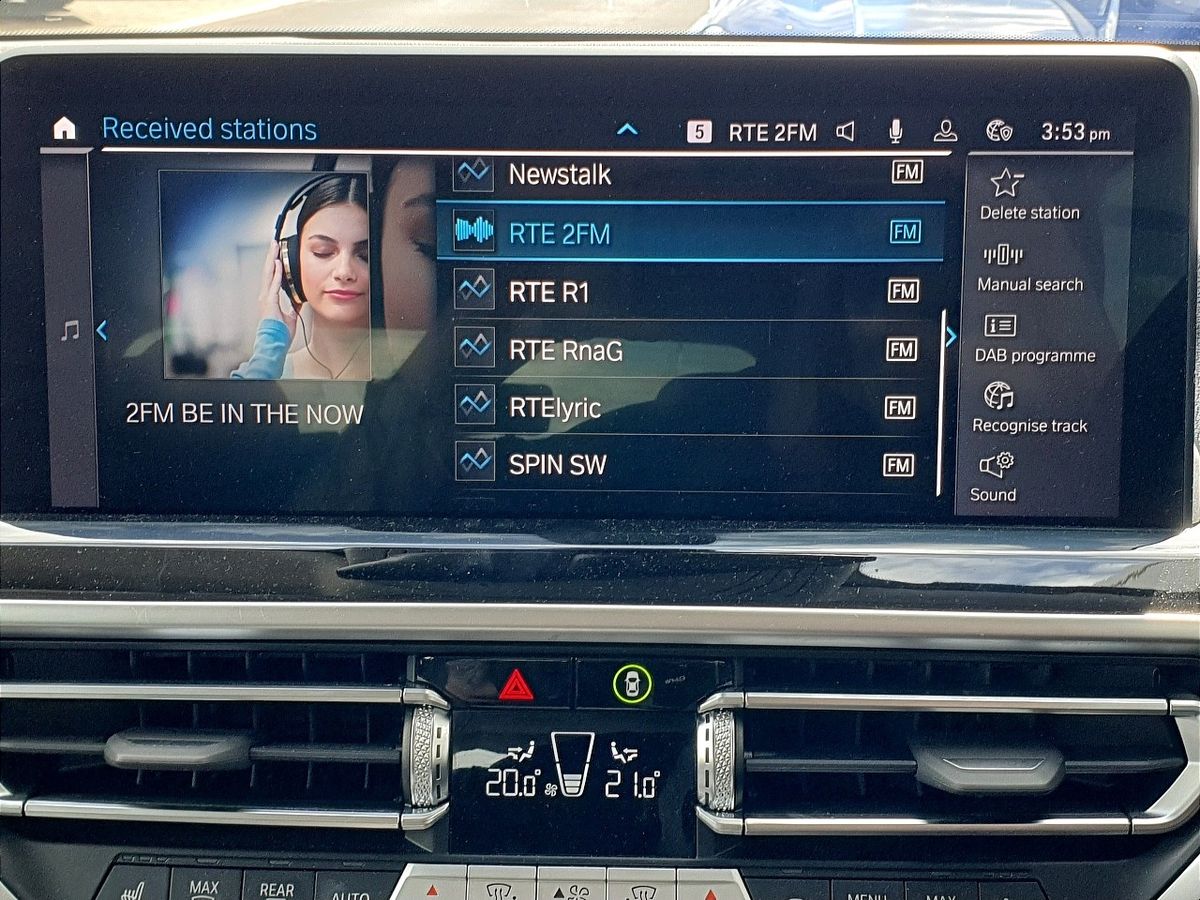 Received stations
5 RTE 2FM 3:53 pm
Newstalk FM
RTE 2FM FM
RTE R1 FM
RTE RnaG FM
RTElyric FM
SPIN SW FM
2FM BE IN THE NOW
Delete station
Manual search
DAB programme
Recognise track
Sound
20.0° 21.0°
MAX
REAR
AUTO
MENU
MAX